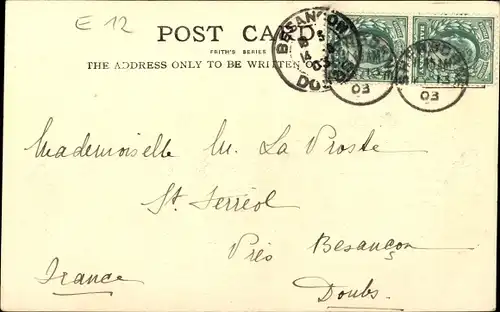 E 12
POST CARD
FRITH'S SERIES
THE ADDRESS ONLY TO BE WRITTEN O
BESANÇON
DOUBS
03
03
Mademoiselle M. La Proste
St. Ferréol
Près Besançon
France
Doubs.